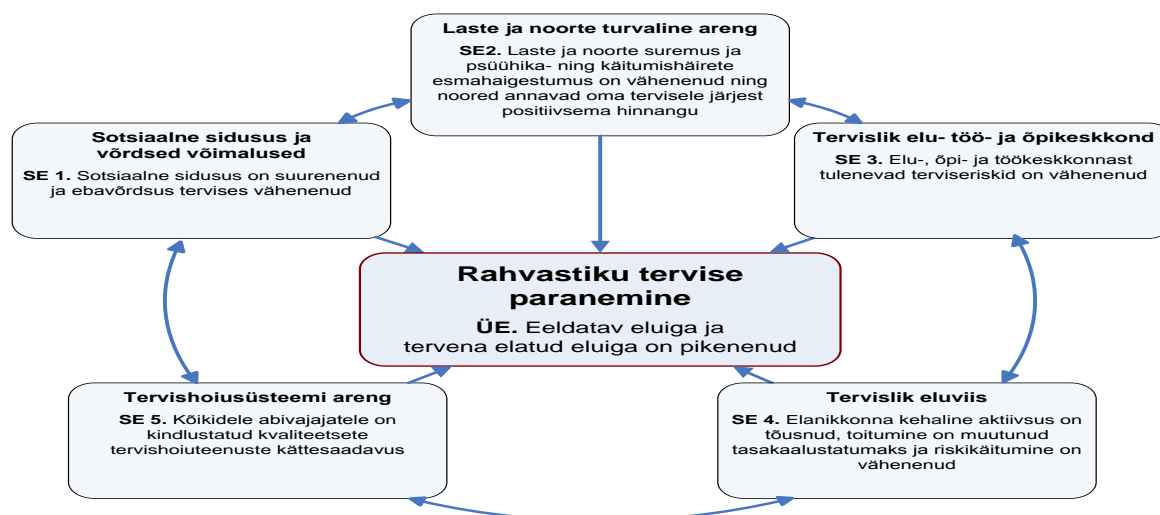 Laste ja noorte turvaline areng
SE2. Laste ja noorte suremus ja
psüühika- ning käitumishäirete
esmahaigestumus on vähenenud ning
noored annavad oma tervisele järjest
positiivsema hinnangu
Sotsiaalne sidusus ja
võrdsed võimalused
SE 1. Sotsiaalne sidusus on suurenenud
ja ebavõrdsus tervises vähenenud
Tervislik elu- töö- ja õpikeskkond
SE 3. Elu-, õpi- ja töökeskkonnast
tulenevad terviseriskid on vähenenud
Rahvastiku tervise
paranemine
ÜE. Eeldatav eluiga ja
tervena elatud eluiga on pikenenud
Tervishoiusüsteemi areng
SE 5. Kõikidele abivajajatele on
kindlustatud kvaliteetsete
tervishoiuteenuste kättesaadavus
Tervislik eluviis
SE 4. Elanikkonna kehaline aktiivsus on
tõusnud, toitumine on muutunud
tasakaalustatumaks ja riskikäitumine on
vähenenud